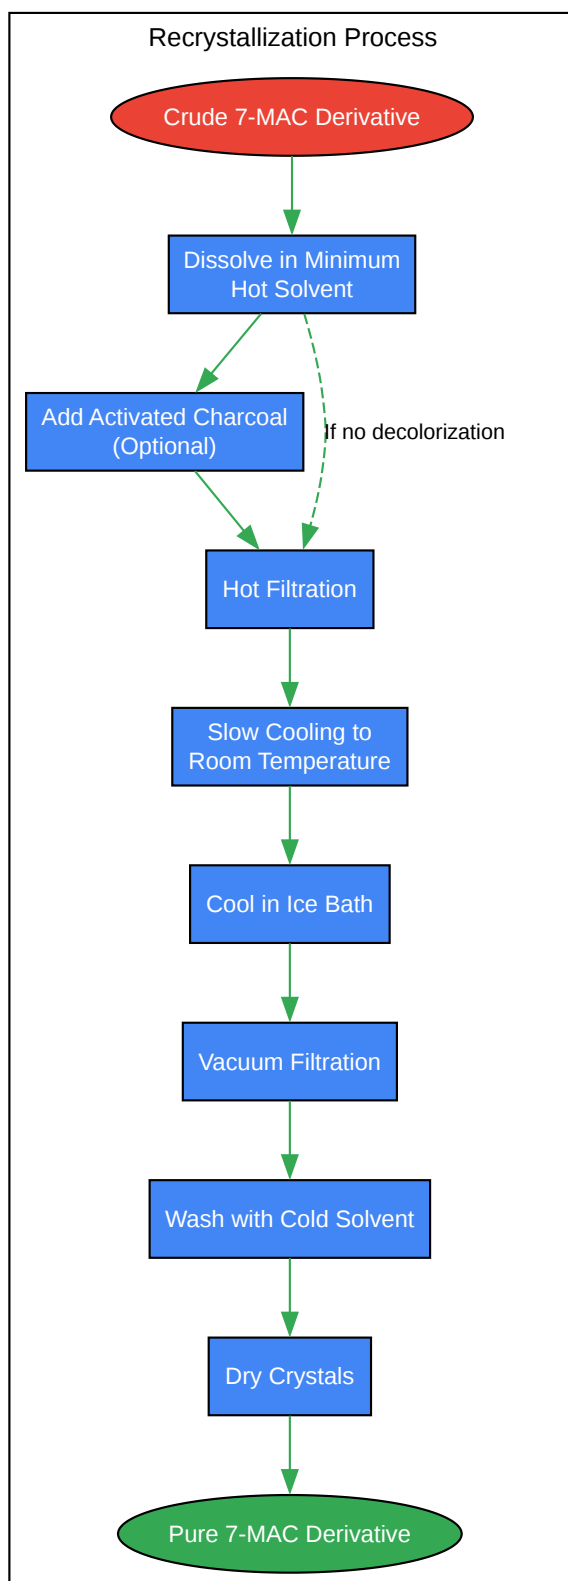 Recrystallization Process
Crude 7-MAC Derivative
Dissolve in Minimum
Hot Solvent
Add Activated Charcoal
(Optional)
If no decolorization
Hot Filtration
Slow Cooling to
Room Temperature
Cool in Ice Bath
Vacuum Filtration
Wash with Cold Solvent
Dry Crystals
Pure 7-MAC Derivative